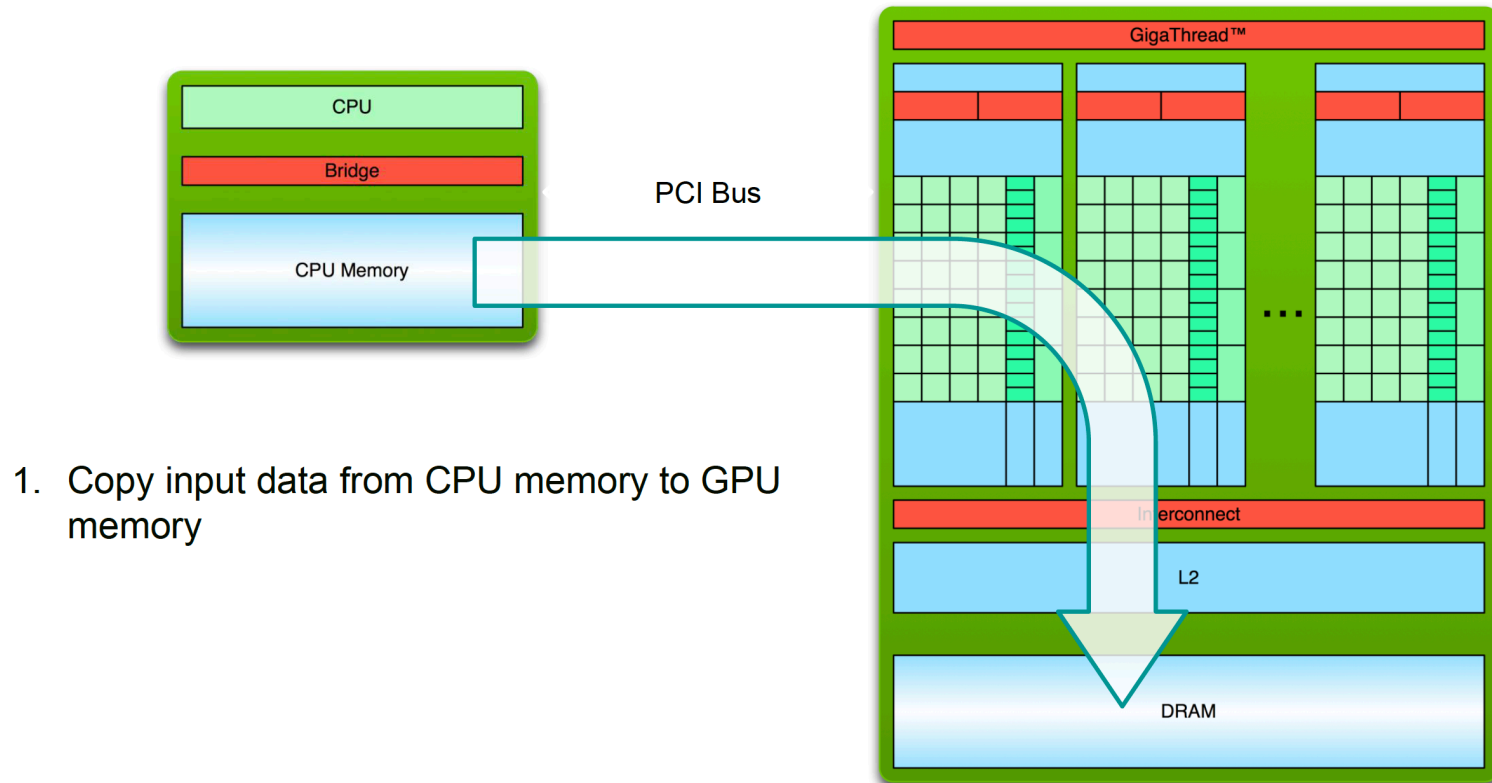 GigaThread™
CPU
Bridge
PCI Bus
CPU Memory
...
1. Copy input data from CPU memory to GPU
memory
Interconnect
L2
DRAM